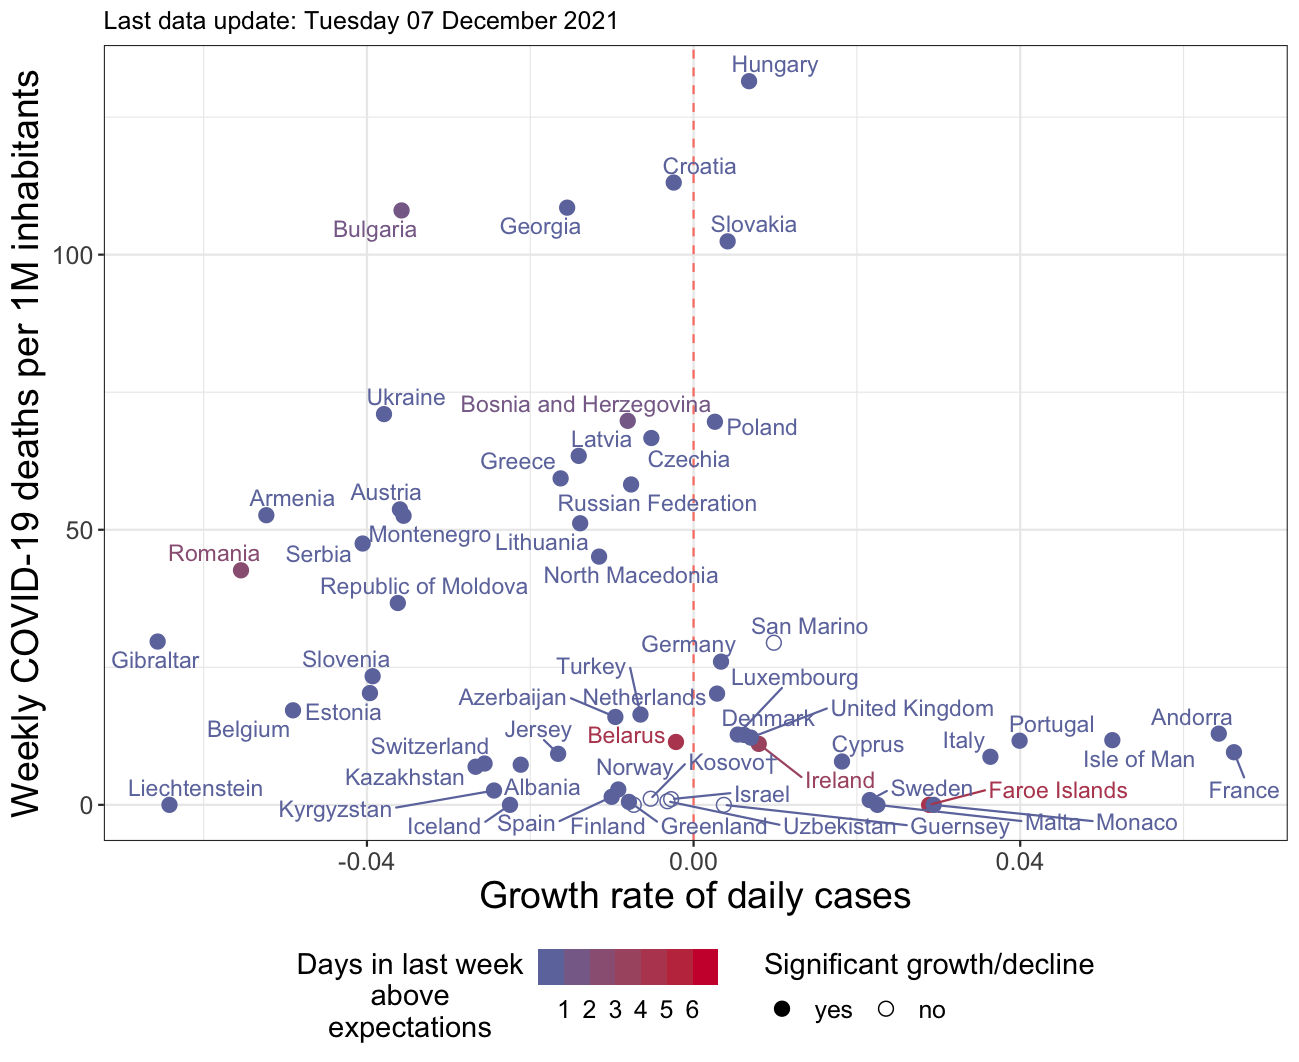 Last data update: Tuesday 07 December 2021
Weekly COVID-19 deaths per 1M inhabitants
100
50
0
Hungary
Croatia
Slovakia
Georgia
Bulgaria
Ukraine
Bosnia and Herzegovina
Poland
Latvia
Czechia
Greece
Austria
Armenia
Russian Federation
Montenegro
Lithuania
Serbia
Romania
North Macedonia
Republic of Moldova
San Marino
Germany
Gibraltar
Slovenia
Turkey
Luxembourg
Azerbaijan
Netherlands
United Kingdom
Estonia
Belgium
Denmark
Andorra
Portugal
Jersey
Belarus
Italy
Switzerland
Cyprus
Isle of Man
Kosovo†
Norway
Kazakhstan
Ireland
Liechtenstein
Albania
Sweden
Faroe Islands
France
Israel
Kyrgyzstan
Iceland
Spain
Finland
Greenland
Uzbekistan
Guernsey
Malta
Monaco
-0.04
0.00
0.04
Growth rate of daily cases
Days in last week
above
expectations
1 2 3 4 5 6
Significant growth/decline
yes no